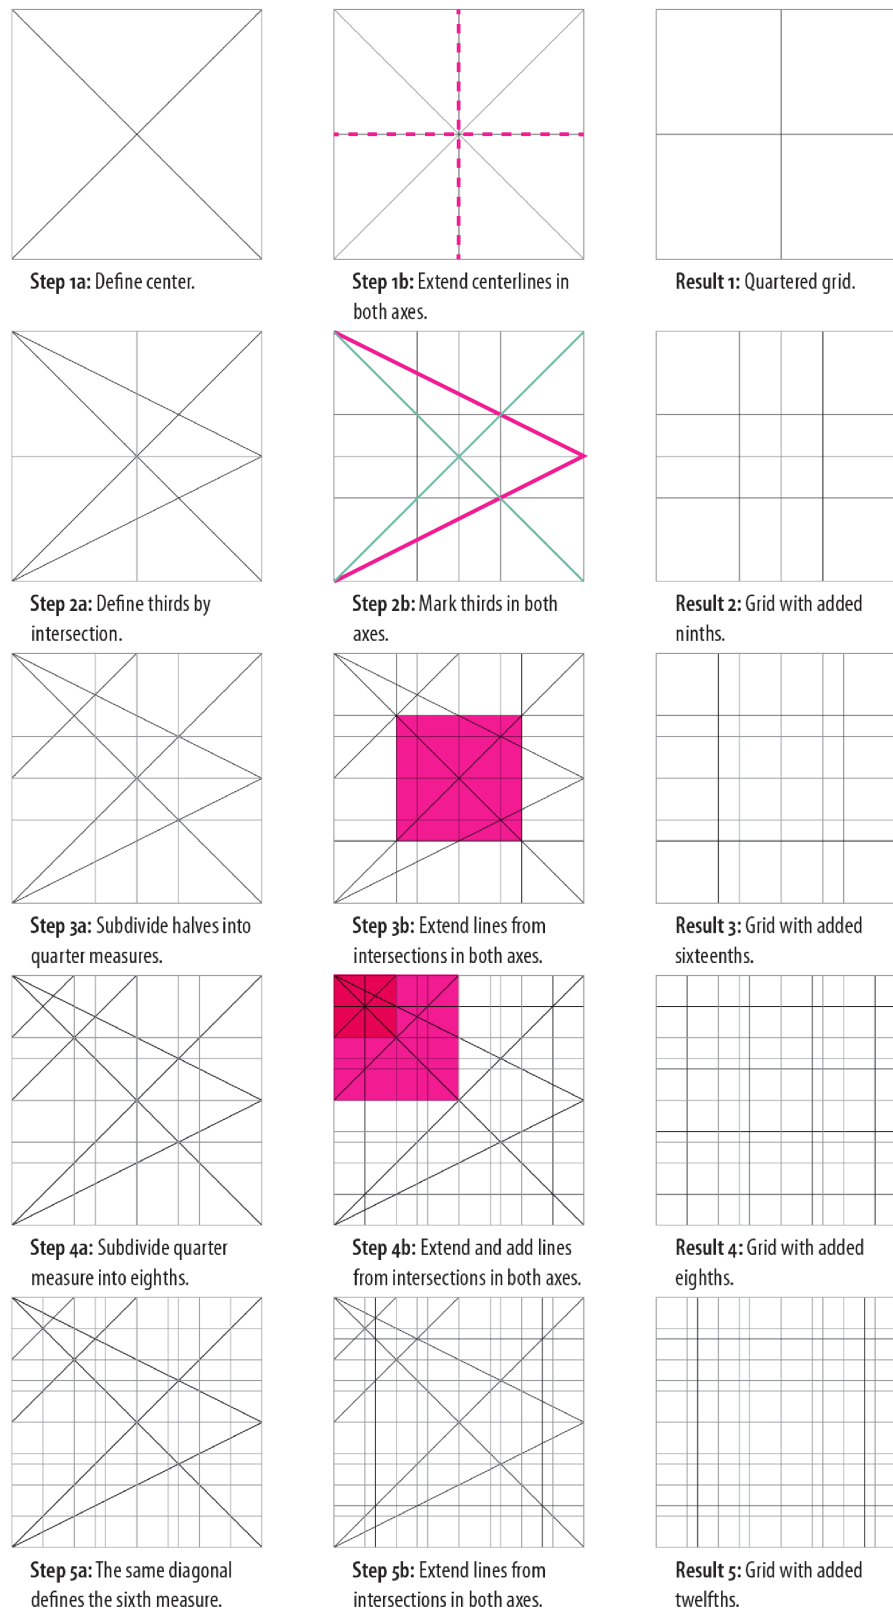 Step 1a: Define center.
Step 1b: Extend centerlines in
both axes.
Result 1: Quartered grid.
Step 2a: Define thirds by
intersection.
Step 2b: Mark thirds in both
axes.
Result 2: Grid with added
ninths.
Step 3a: Subdivide halves into
quarter measures.
Step 3b: Extend lines from
intersections in both axes.
Result 3: Grid with added
sixteenths.
Step 4a: Subdivide quarter
measure into eighths.
Step 4b: Extend and add lines
from intersections in both axes.
Result 4: Grid with added
eighths.
Step 5a: The same diagonal
defines the sixth measure.
Step 5b: Extend lines from
intersections in both axes.
Result 5: Grid with added
twelfths.